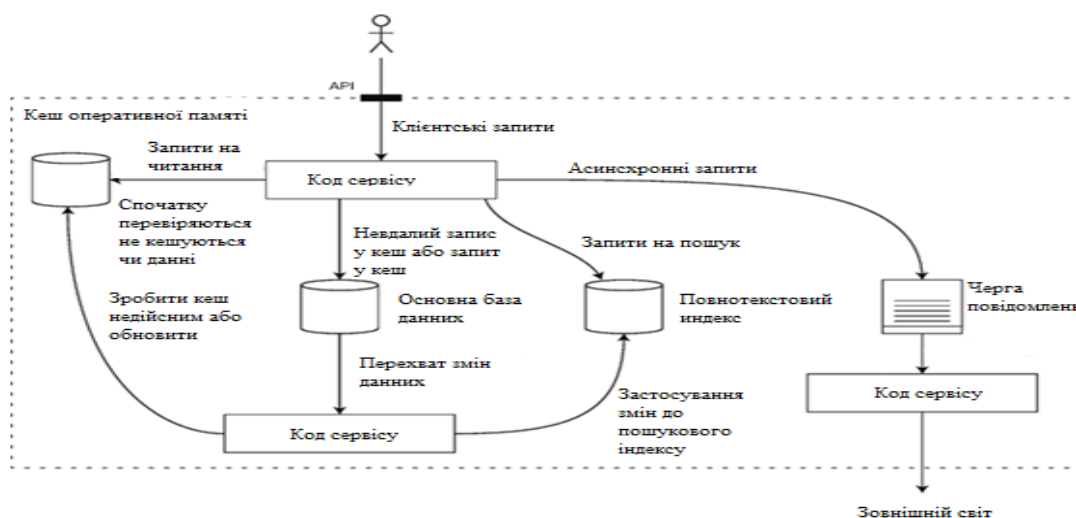 API
Кеш оперативної памяті
Клієнтські запити
Запити на
читання
Код сервісу
Асинсхронні запити
Спочатку
перевіряються
не кешуються
чи данні
Невдалий запис
у кеш або запит
у кеш
Запити на пошук
Зробити кеш
недійсним або
обновити
Основна база
данних
Повнотекстовий
индекс
Черга
повідомлень
Перехват змін
данних
Застосування
змін до
пошукового
індексу
Код сервісу
Код сервісу
Зовнішній світ